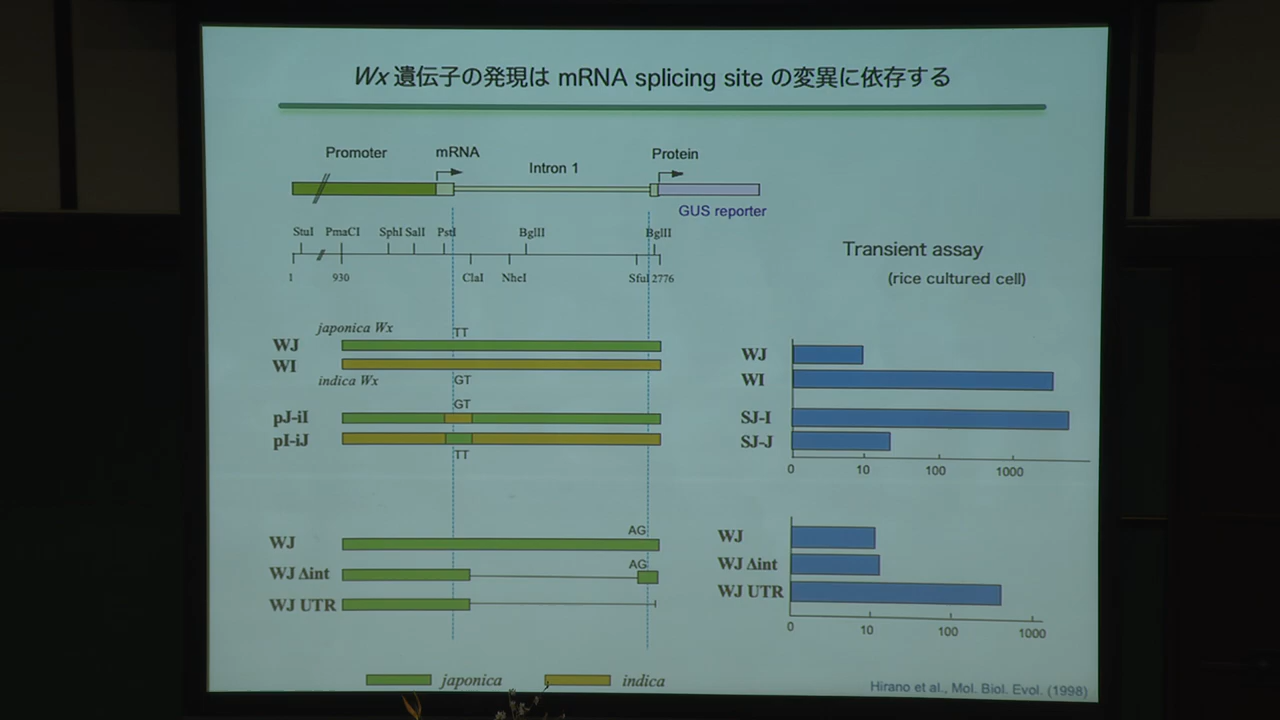 Wx 遺伝子の発現は mRNA splicing site の変異に依存する
Promoter mRNA Intron 1 Protein
GUS reporter
StuI PmaCI SphI SalI PstI BglII BglII
1 930 ClaI NheI SfuI 2776
Transient assay
(rice cultured cell)
japonica Wx TT
WJ
WI
indica Wx GT
GT
pJ-iI
pI-iJ
TT
WJ
WI
SJ-I
SJ-J
0 10 100 1000
AG
WJ
AG
WJ Δint
WJ UTR
WJ
WJ Δint
WJ UTR
0 10 100 1000
japonica indica
Hirano et al., Mol. Biol. Evol. (1998)